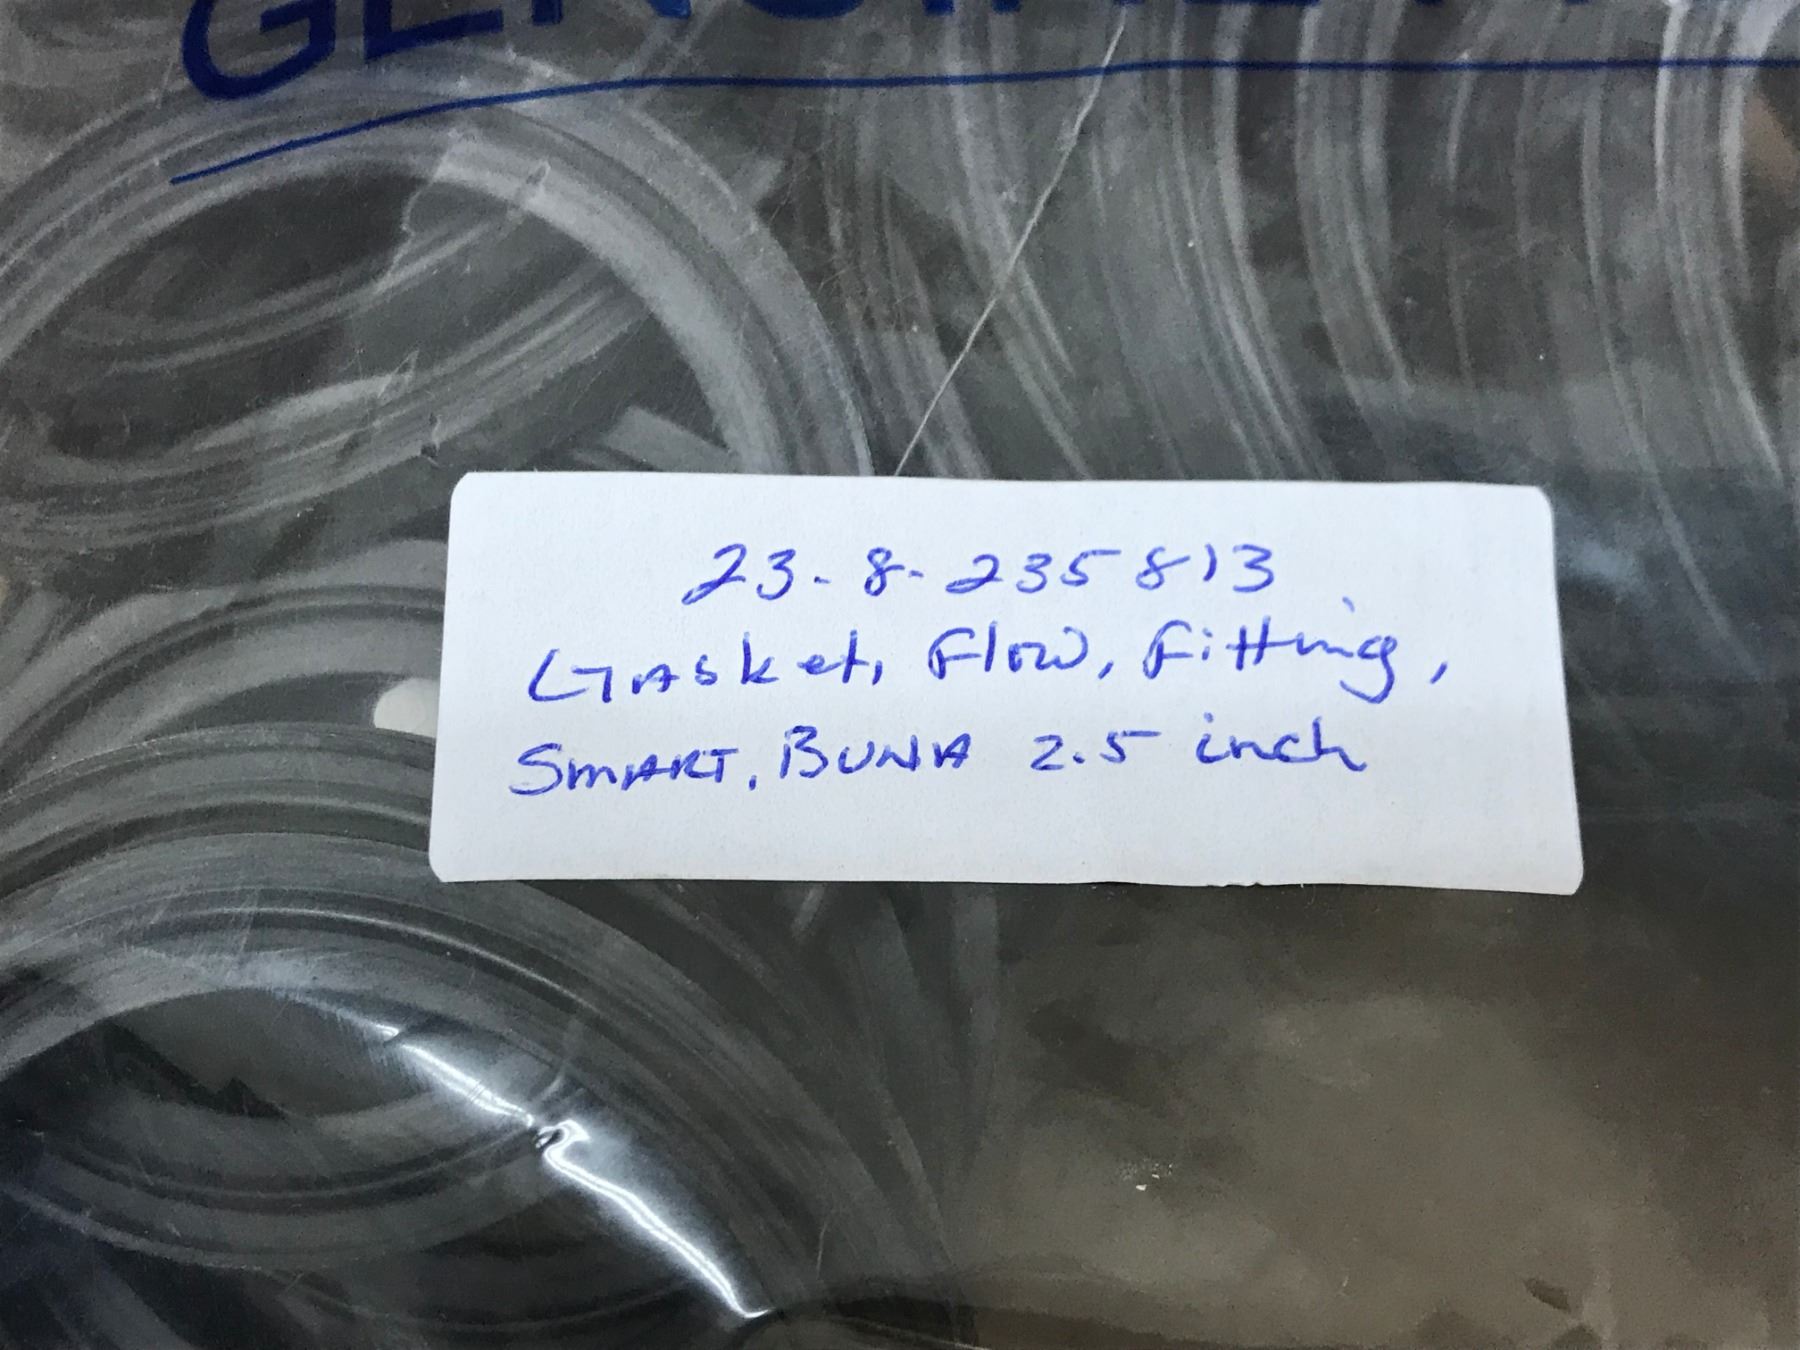 23-8-235813
Gasket, Flow, Fitting,
SMART, BUNA 2.5 inch